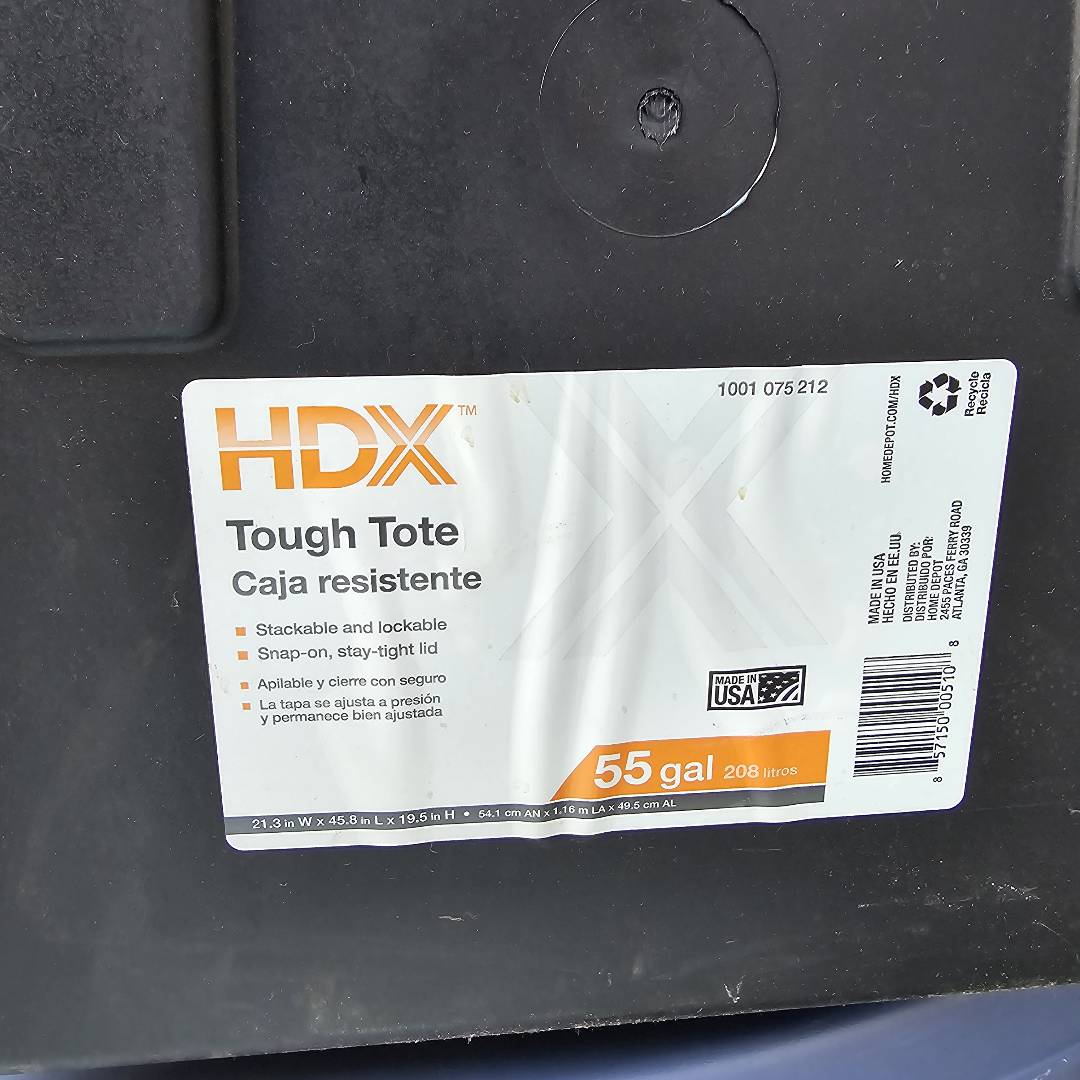 HDX™
1001 075 212
Tough Tote
Caja resistente
Stackable and lockable
Snap-on, stay-tight lid
Apilable y cierre con seguro
La tapa se ajusta a presión
y permanece bien ajustada
MADE IN
USA
55 gal 208 litros
21.3 in W x 45.8 in L x 19.5 in H • 54.1 cm AN x 1.16 m LA x 49.5 cm AL
HOMEDEPOT.COM/HDX
Recycle
Recicla
MADE IN USA
HECHO EN EE.UU.
DISTRIBUTED BY:
DISTRIBUIDO POR:
HOME DEPOT
2455 PACES FERRY ROAD
ATLANTA, GA 30339
8 57150 00510 8